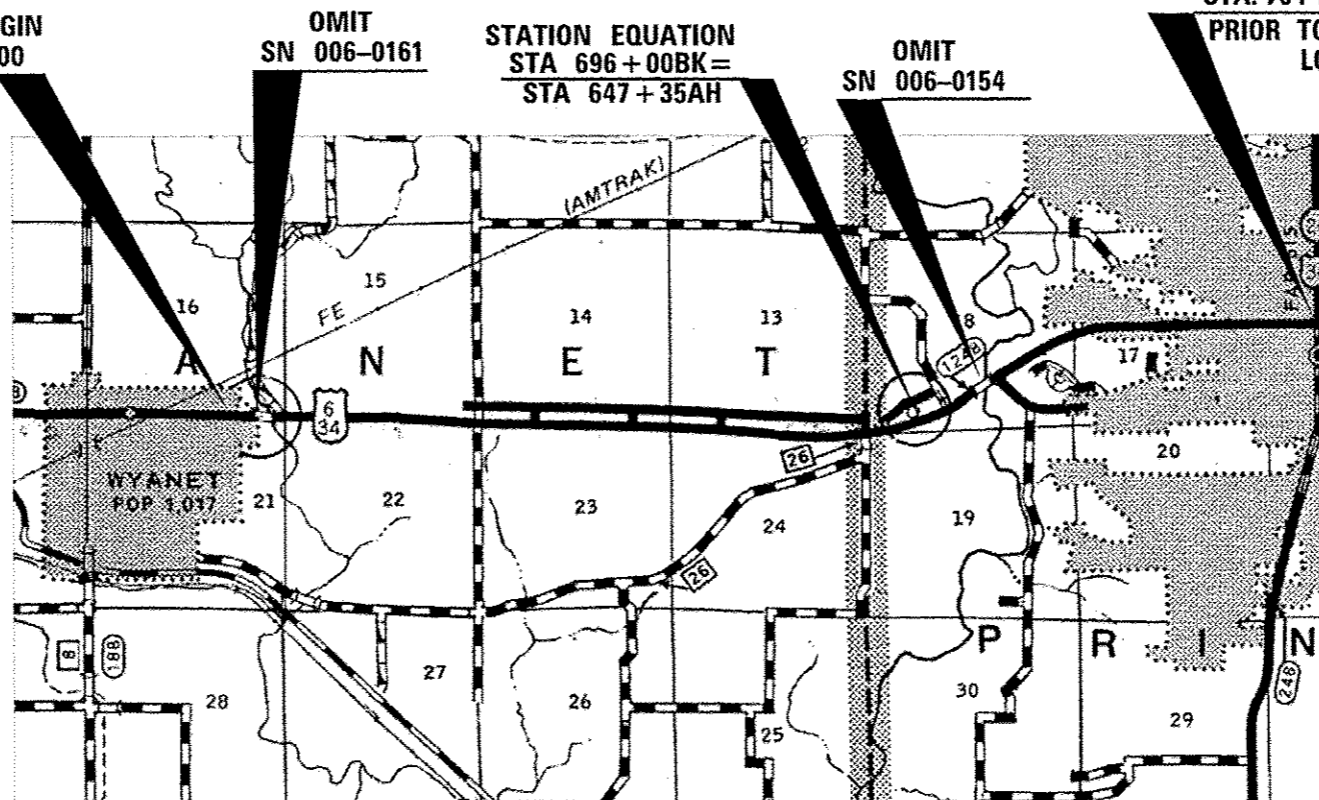 GIN
00
OMIT
SN 006–0161
STATION EQUATION
STA 696+00BK=
STA 647+35AH
OMIT
SN 006–0154
PRIOR TO
(AMTRAK)
FE
16
15
14
13
8
17
A N E T
1248
6
34
WYANET
POP 1,017
21
22
23
26
24
19
20
26
P R I N
8
188
28
27
26
25
30
29
248